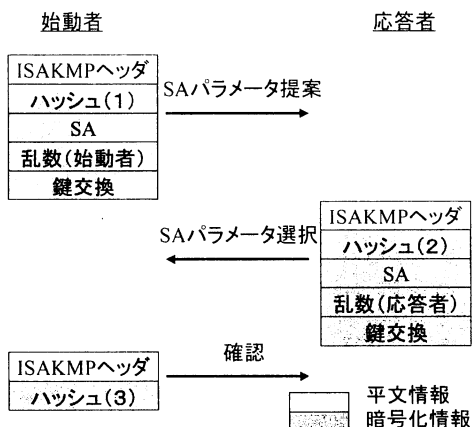 始動者
応答者
ISAKMPヘッダ
ハッシュ(1)
SA
乱数(始動者)
鍵交換
SAパラメータ提案
SAパラメータ選択
ISAKMPヘッダ
ハッシュ(2)
SA
乱数(応答者)
鍵交換
ISAKMPヘッダ
ハッシュ(3)
確認
平文情報
暗号化情報